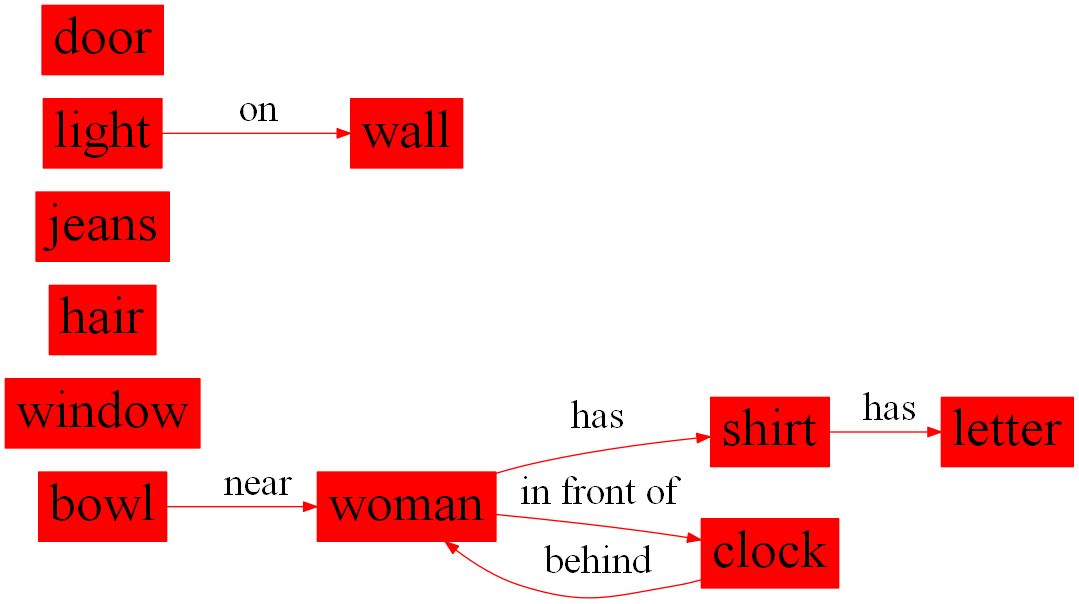 door
light on wall
jeans
hair
window
has shirt has letter
bowl near woman in front of clock
behind